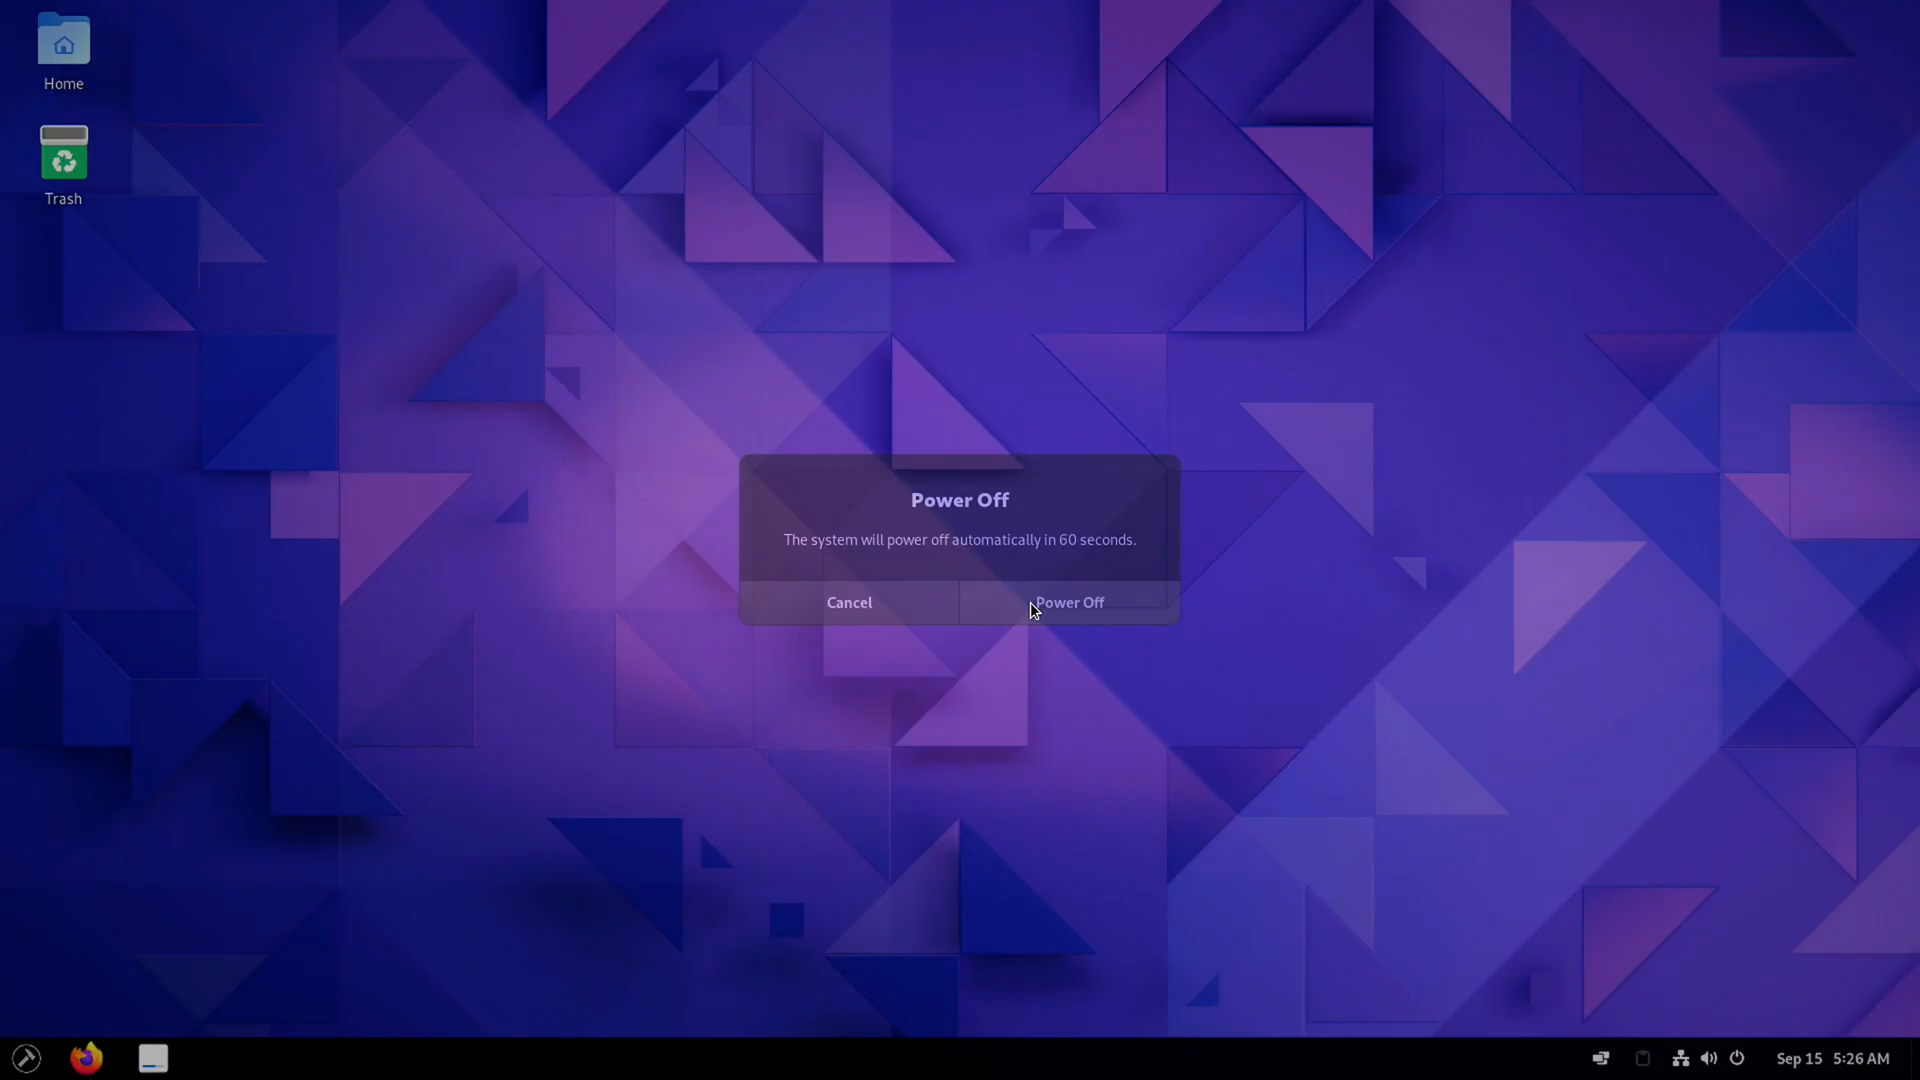 Home
Trash
Power Off
The system will power off automatically in 60 seconds.
Cancel
Power Off
Sep 15 5:26 AM